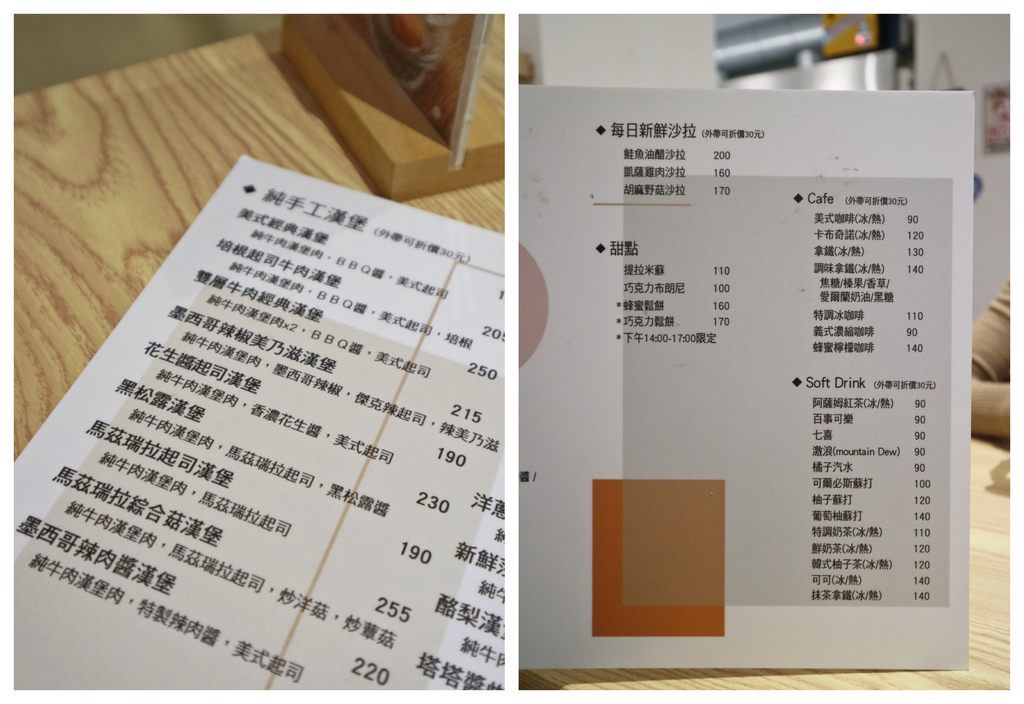 ◆ 純手工漢堡 (外帶可折價30元)
美式經典漢堡
純牛肉漢堡肉，BBQ醬，美式起司
培根起司牛肉漢堡 205
純牛肉漢堡肉，BBQ醬，美式起司，培根
雙層牛肉經典漢堡 250
純牛肉漢堡肉x2，BBQ醬，美式起司
墨西哥辣椒美乃滋漢堡 215
純牛肉漢堡肉，墨西哥辣椒，傑克辣起司，辣美乃滋
花生醬起司漢堡 190
純牛肉漢堡肉，香濃花生醬，美式起司
黑松露漢堡 230
純牛肉漢堡肉，馬茲瑞拉起司，黑松露醬
馬茲瑞拉起司漢堡 190
純牛肉漢堡肉，馬茲瑞拉起司
馬茲瑞拉綜合菇漢堡 255
純牛肉漢堡肉，馬茲瑞拉起司，炒洋菇，炒蕈菇
墨西哥辣肉醬漢堡 220
純牛肉漢堡肉，特製辣肉醬，美式起司
洋蔥
純
新鮮
純牛
酪梨漢
純牛
塔塔醬
◆ 每日新鮮沙拉 (外帶可折價30元)
鮭魚油醋沙拉 200
凱薩雞肉沙拉 160
胡麻野菇沙拉 170
◆ 甜點
提拉米蘇 110
巧克力布朗尼 100
*蜂蜜鬆餅 160
*巧克力鬆餅 170
*下午14:00-17:00限定
醬 /
◆ Cafe (外帶可折價30元)
美式咖啡(冰/熱) 90
卡布奇諾(冰/熱) 120
拿鐵(冰/熱) 130
調味拿鐵(冰/熱) 140
焦糖/榛果/香草/
愛爾蘭奶油/黑糖
特調冰咖啡 110
義式濃縮咖啡 90
蜂蜜檸檬咖啡 140
◆ Soft Drink (外帶可折價30元)
阿薩姆紅茶(冰/熱) 90
百事可樂 90
七喜 90
激浪(mountain Dew) 90
橘子汽水 90
可爾必斯蘇打 100
柚子蘇打 120
葡萄柚蘇打 140
特調奶茶(冰/熱) 110
鮮奶茶(冰/熱) 120
韓式柚子茶(冰/熱) 120
可可(冰/熱) 140
抹茶拿鐵(冰/熱) 140